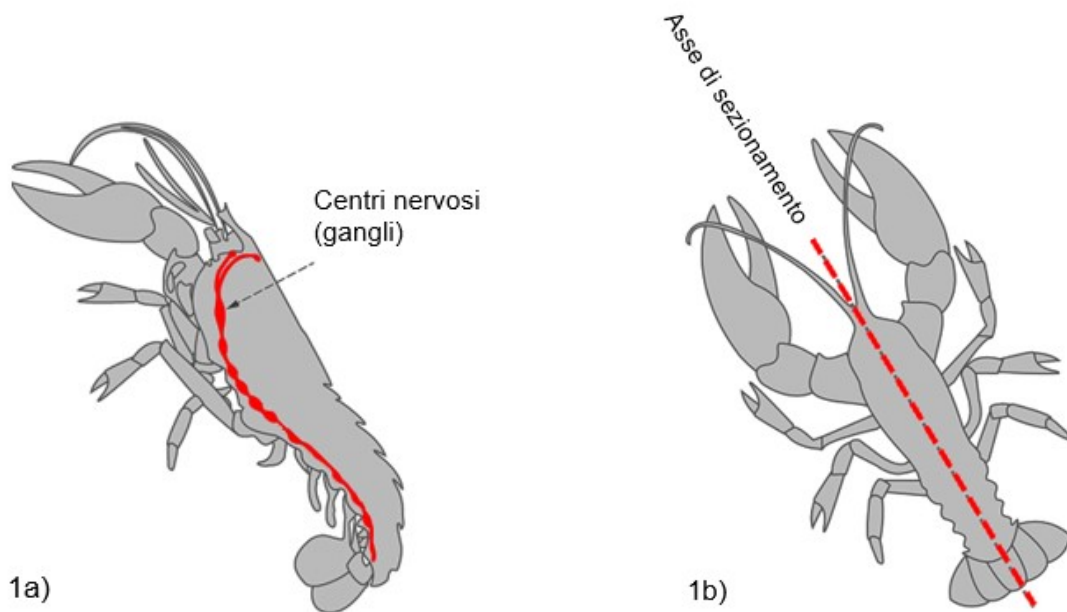 Centri nervosi
(gangli)
1a)
Asse di sezionamento
1b)